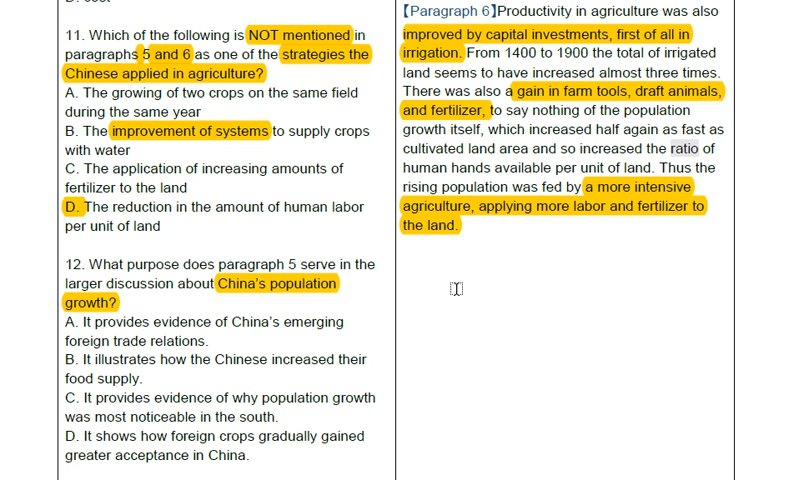 11. Which of the following is NOT mentioned in
paragraphs 5 and 6 as one of the strategies the
Chinese applied in agriculture?
A. The growing of two crops on the same field
during the same year
B. The improvement of systems to supply crops
with water
C. The application of increasing amounts of
fertilizer to the land
D. The reduction in the amount of human labor
per unit of land
12. What purpose does paragraph 5 serve in the
larger discussion about China's population
growth?
A. It provides evidence of China's emerging
foreign trade relations.
B. It illustrates how the Chinese increased their
food supply.
C. It provides evidence of why population growth
was most noticeable in the south.
D. It shows how foreign crops gradually gained
greater acceptance in China.
【Paragraph 6】Productivity in agriculture was also
improved by capital investments, first of all in
irrigation. From 1400 to 1900 the total of irrigated
land seems to have increased almost three times.
There was also a gain in farm tools, draft animals,
and fertilizer, to say nothing of the population
growth itself, which increased half again as fast as
cultivated land area and so increased the ratio of
human hands available per unit of land. Thus the
rising population was fed by a more intensive
agriculture, applying more labor and fertilizer to
the land.